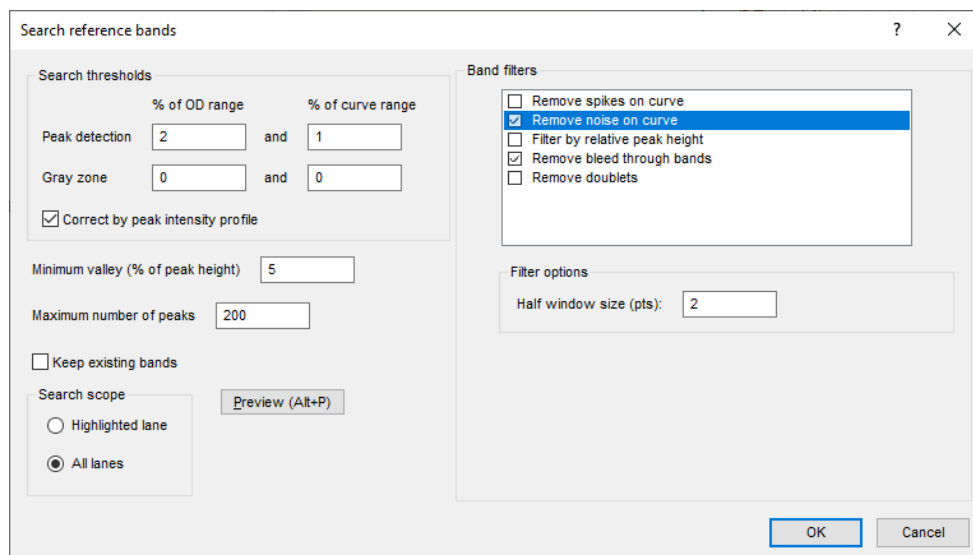 Search reference bands
?
Search thresholds
% of OD range % of curve range
Peak detection 2 and 1
Gray zone 0 and 0
Correct by peak intensity profile
Minimum valley (% of peak height) 5
Maximum number of peaks 200
Keep existing bands
Search scope
Highlighted lane
All lanes
Preview (Alt+P)
Band filters
Remove spikes on curve
Remove noise on curve
Filter by relative peak height
Remove bleed through bands
Remove doublets
Filter options
Half window size (pts): 2
OK Cancel